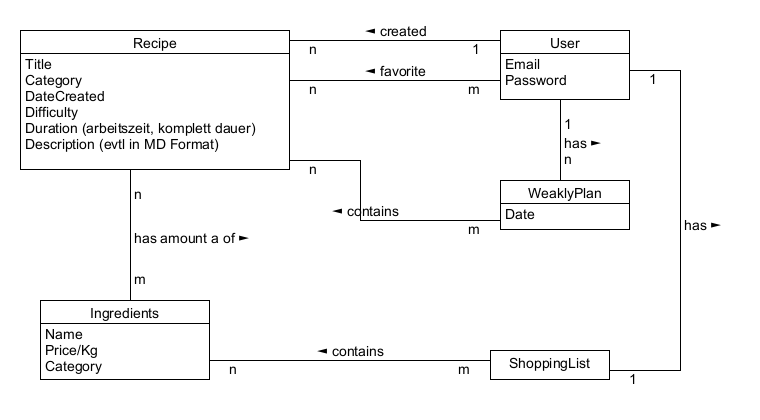 Recipe
Title
Category
DateCreated
Difficulty
Duration (arbeitszeit, komplett dauer)
Description (evtl in MD Format)
◄ created
n
1
◄ favorite
n
m
User
Email
Password
1
1
has ►
n
n
◄ contains
m
WeaklyPlan
Date
has ►
n
has amount a of ►
m
Ingredients
Name
Price/Kg
Category
◄ contains
n
m
ShoppingList
1